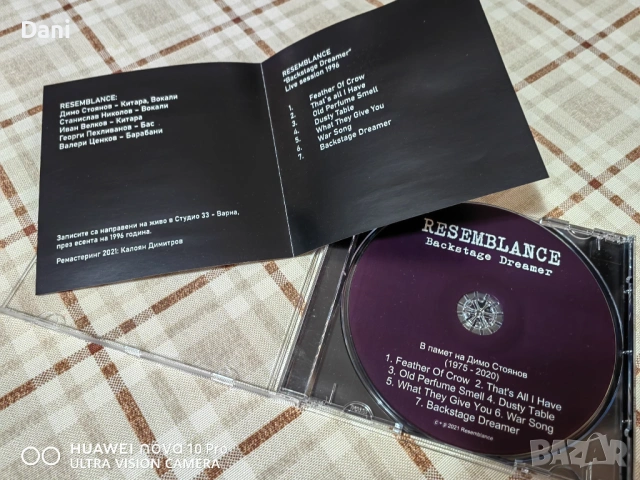 Dani
RESEMBLANCE:
Димо Стоянов - Китара, Вокали
Станислав Николов - Вокали
Иван Велков - Китара
Георги Пехливанов - Бас
Валери Ценков - Барабани
Записите са направени на живо в Студио 33 - Варна,
през есента на 1996 година.
Ремастеринг 2021: Калоян Димитров
RESEMBLANCE
"Backstage Dreamer"
Live session 1996
1. Feather Of Crow
2. That's all I Have
3. Old Perfume Smell
4. Dusty Table
5. What They Give You
6. War Song
7. Backstage Dreamer
RESEMBLANCE
Backstage Dreamer
В памет на Димо Стоянов
(1975 - 2020)
1. Feather Of Crow 2. That's All I Have
3. Old Perfume Smell 4. Dusty Table
5. What They Give You 6. War Song
7. Backstage Dreamer
© + ℗ 2021 Resemblance
HUAWEI nova 10 Pro
ULTRA VISION CAMERA
BAZAR